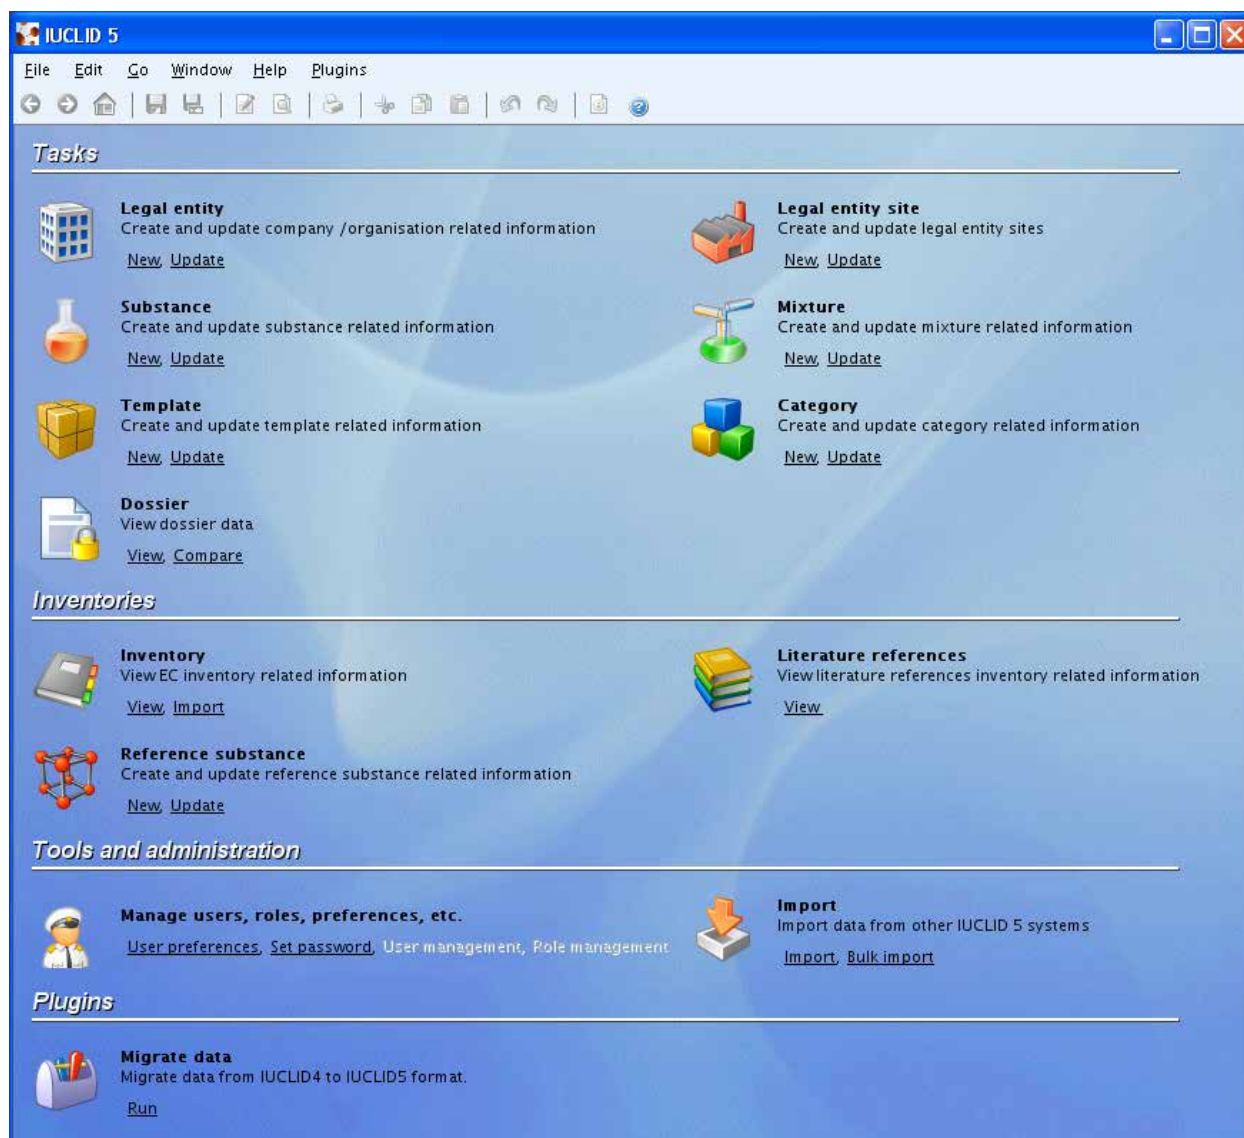 IUCLID 5
File Edit Go Window Help Plugins
Tasks
Legal entity
Create and update company /organisation related information
New, Update
Legal entity site
Create and update legal entity sites
New, Update
Substance
Create and update substance related information
New, Update
Mixture
Create and update mixture related information
New, Update
Template
Create and update template related information
New, Update
Category
Create and update category related information
New, Update
Dossier
View dossier data
View, Compare
Inventories
Inventory
View EC inventory related information
View, Import
Literature references
View literature references inventory related information
View
Reference substance
Create and update reference substance related information
New, Update
Tools and administration
Manage users, roles, preferences, etc.
User preferences, Set password, User management, Role management
Import
Import data from other IUCLID 5 systems
Import, Bulk import
Plugins
Migrate data
Migrate data from IUCLID4 to IUCLID5 format.
Run